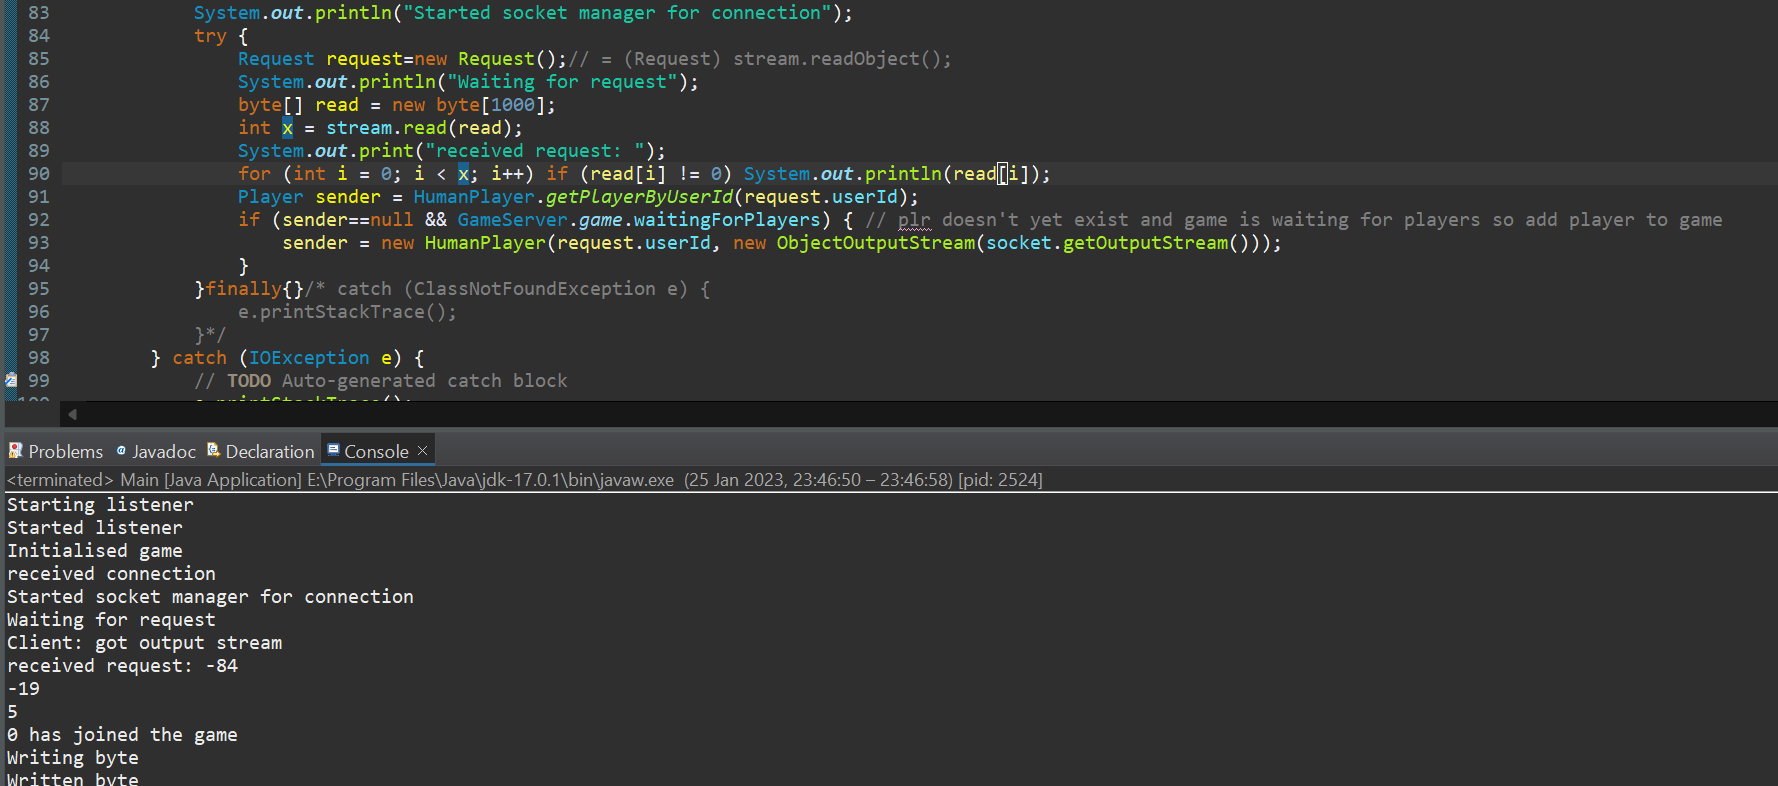 83 System.out.println("Started socket manager for connection");
84 try {
85 Request request=new Request();// = (Request) stream.readObject();
86 System.out.println("Waiting for request");
87 byte[] read = new byte[1000];
88 int x = stream.read(read);
89 System.out.print("received request: ");
90 for (int i = 0; i < x; i++) if (read[i] != 0) System.out.println(read[i]);
91 Player sender = HumanPlayer.getPlayerByUserId(request.userId);
92 if (sender==null && GameServer.game.waitingForPlayers) { // plr doesn't yet exist and game is waiting for players so add player to game
93 sender = new HumanPlayer(request.userId, new ObjectOutputStream(socket.getOutputStream()));
94 }
95 }finally{}/* catch (ClassNotFoundException e) {
96 e.printStackTrace();
97 }*/
98 } catch (IOException e) {
99 // TODO Auto-generated catch block
100 e.printStackTrace();
Problems Javadoc Declaration Console
<terminated> Main [Java Application] E:\Program Files\Java\jdk-17.0.1\bin\javaw.exe (25 Jan 2023, 23:46:50 – 23:46:58) [pid: 2524]
Starting listener
Started listener
Initialised game
received connection
Started socket manager for connection
Waiting for request
Client: got output stream
received request: -84
-19
5
0 has joined the game
Writing byte
Written byte